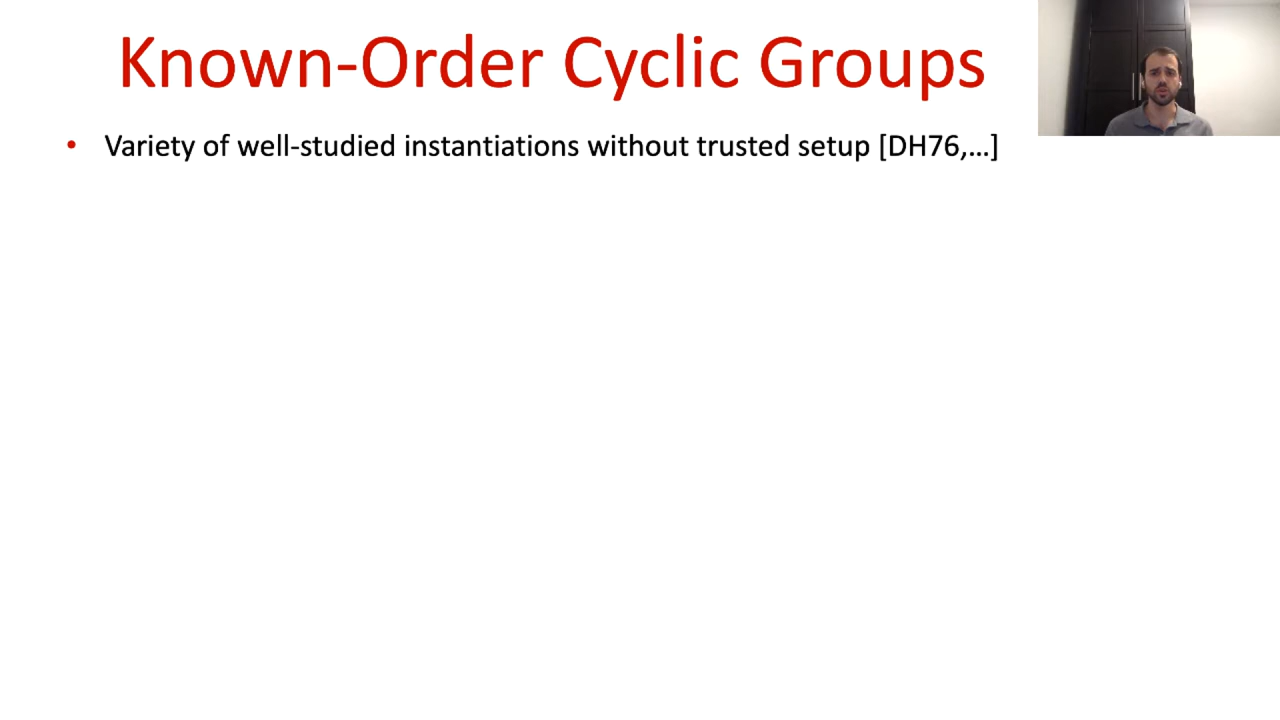 Known-Order Cyclic Groups
• Variety of well-studied instantiations without trusted setup [DH76,...]